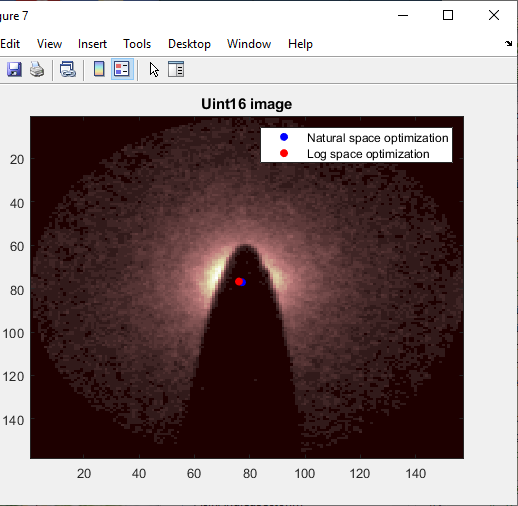 gure 7
Edit View Insert Tools Desktop Window Help
Uint16 image
Natural space optimization
Log space optimization
20
40
60
80
100
120
140
20 40 60 80 100 120 140